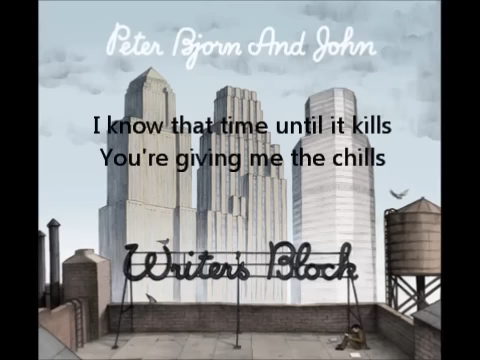 Peter Bjorn And John
I know that time until it kills
You're giving me the chills
Writer's Block